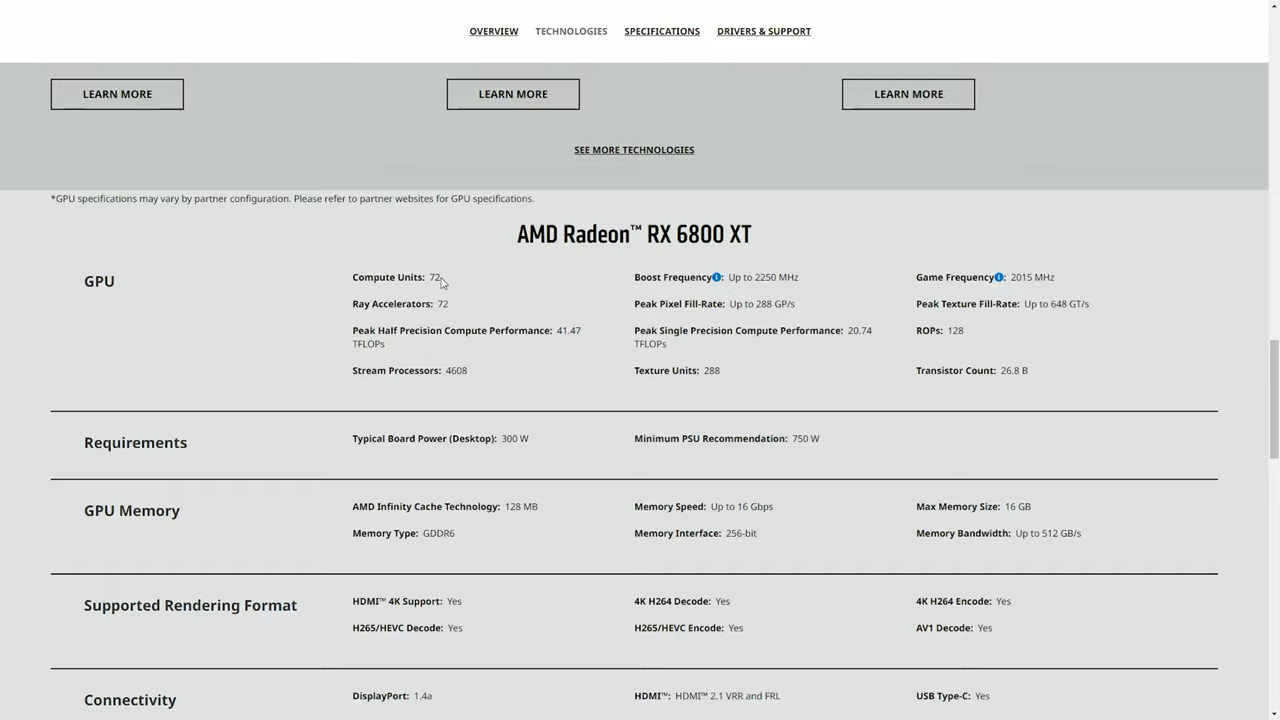 OVERVIEW TECHNOLOGIES SPECIFICATIONS DRIVERS & SUPPORT
LEARN MORE LEARN MORE LEARN MORE
SEE MORE TECHNOLOGIES
*GPU specifications may vary by partner configuration. Please refer to partner websites for GPU specifications.
AMD Radeon™ RX 6800 XT
GPU
Compute Units: 72 Boost Frequency: Up to 2250 MHz Game Frequency: 2015 MHz
Ray Accelerators: 72 Peak Pixel Fill-Rate: Up to 288 GP/s Peak Texture Fill-Rate: Up to 648 GT/s
Peak Half Precision Compute Performance: 41.47 Peak Single Precision Compute Performance: 20.74 ROPs: 128
TFLOPs TFLOPs
Stream Processors: 4608 Texture Units: 288 Transistor Count: 26.8 B
Requirements
Typical Board Power (Desktop): 300 W Minimum PSU Recommendation: 750 W
GPU Memory
AMD Infinity Cache Technology: 128 MB Memory Speed: Up to 16 Gbps Max Memory Size: 16 GB
Memory Type: GDDR6 Memory Interface: 256-bit Memory Bandwidth: Up to 512 GB/s
Supported Rendering Format
HDMI™ 4K Support: Yes 4K H264 Decode: Yes 4K H264 Encode: Yes
H265/HEVC Decode: Yes H265/HEVC Encode: Yes AV1 Decode: Yes
Connectivity
DisplayPort: 1.4a HDMI™: HDMI™ 2.1 VRR and FRL USB Type-C: Yes